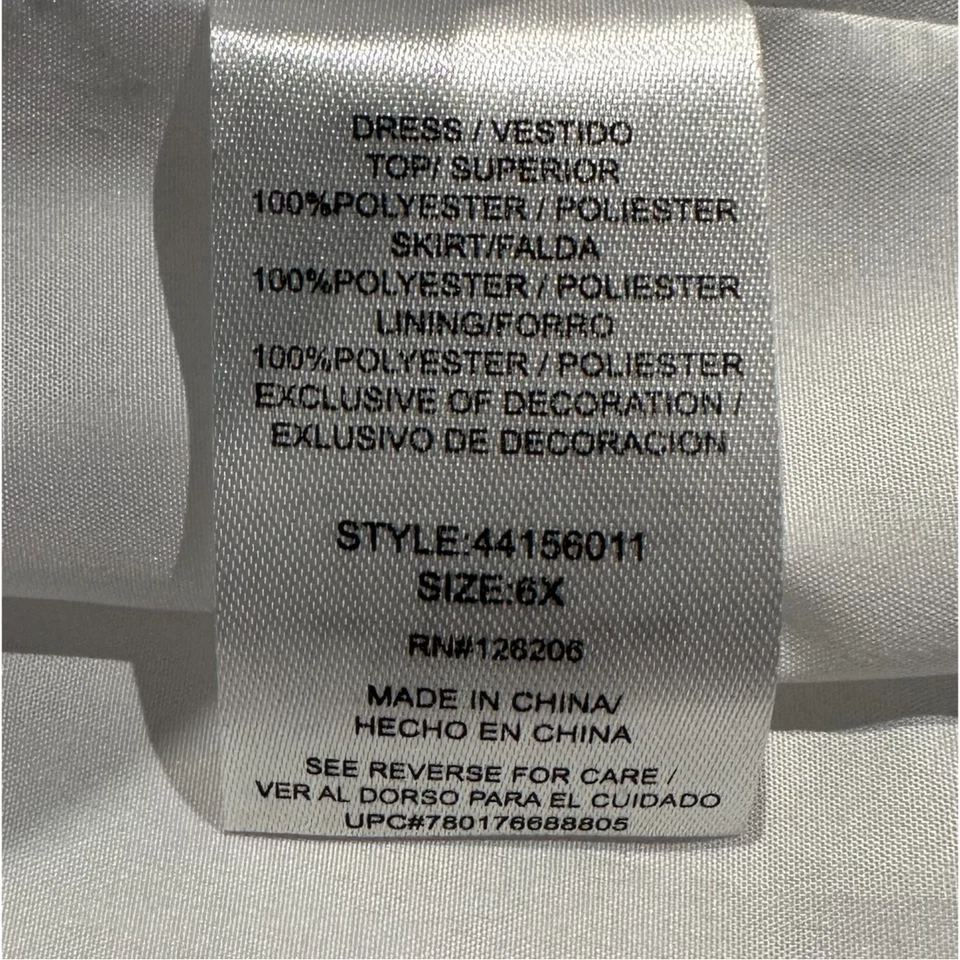 DRESS / VESTIDO
TOP/ SUPERIOR
100%POLYESTER / POLIESTER
SKIRT/FALDA
100%POLYESTER / POLIESTER
LINING/FORRO
100%POLYESTER / POLIESTER
EXCLUSIVE OF DECORATION /
EXLUSIVO DE DECORACION
STYLE:44156011
SIZE:6X
RN#126206
MADE IN CHINA/
HECHO EN CHINA
SEE REVERSE FOR CARE /
VER AL DORSO PARA EL CUIDADO
UPC#780176688805